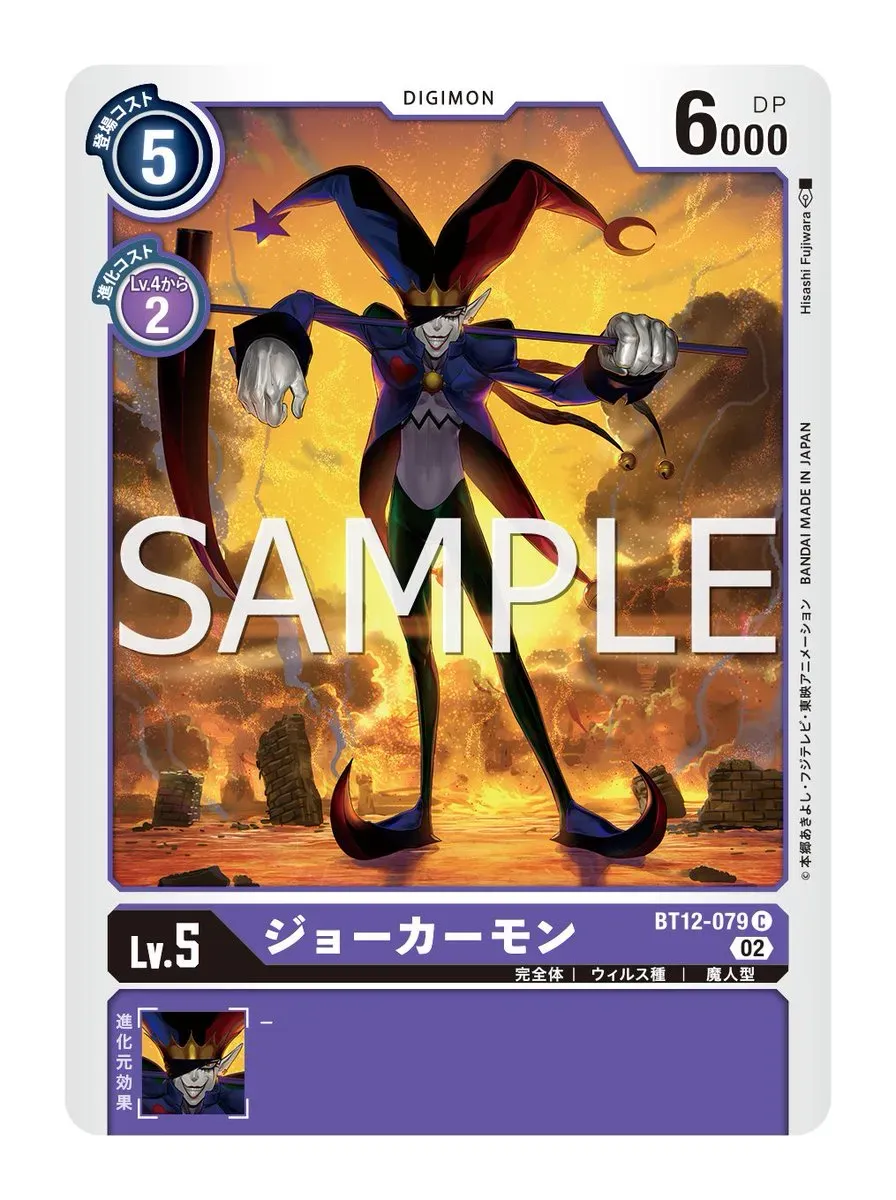 DIGIMON
登場コスト
5
6000
DP
進化コスト
Lv.4から
2
Hisashi Fujiwara
SAMPLE
©本郷あきよし・フジテレビ・東映アニメーション BANDAI MADE IN JAPAN
Lv.5
ジョーカーモン
BT12-079 C
02
完全体 | ウィルス種 | 魔人型
進化元効果
–